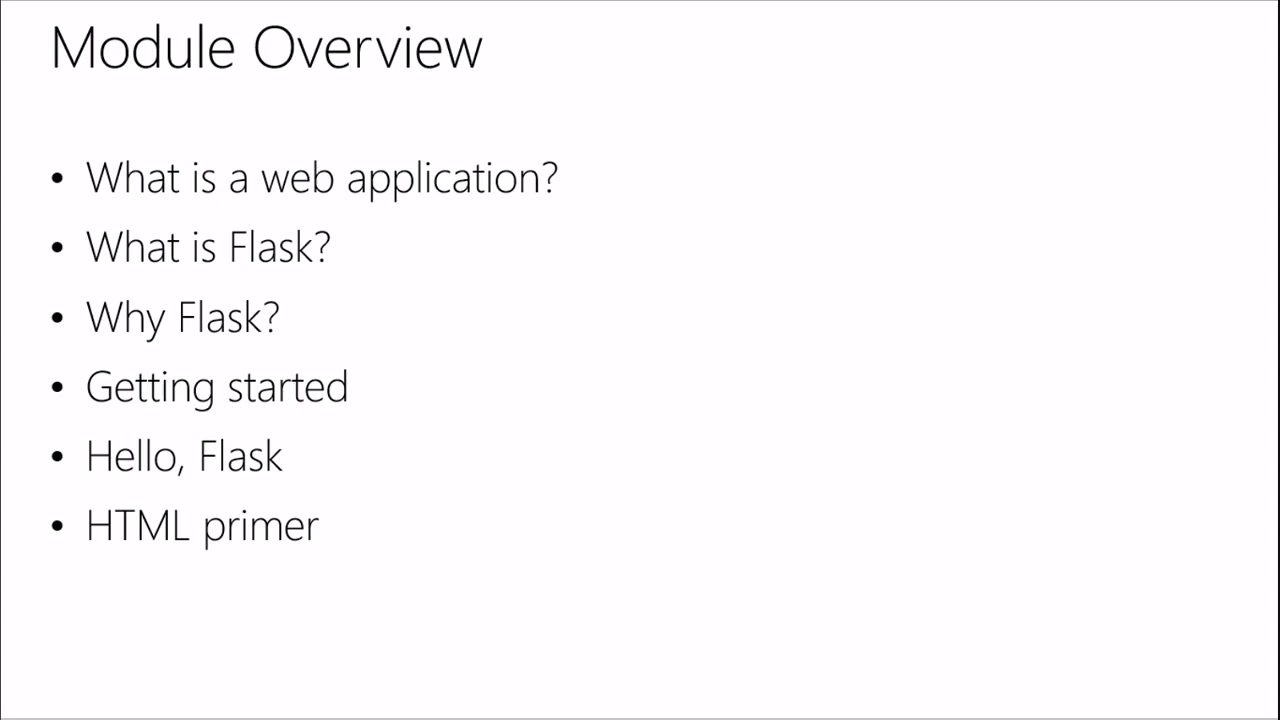 Module Overview
• What is a web application?
• What is Flask?
• Why Flask?
• Getting started
• Hello, Flask
• HTML primer